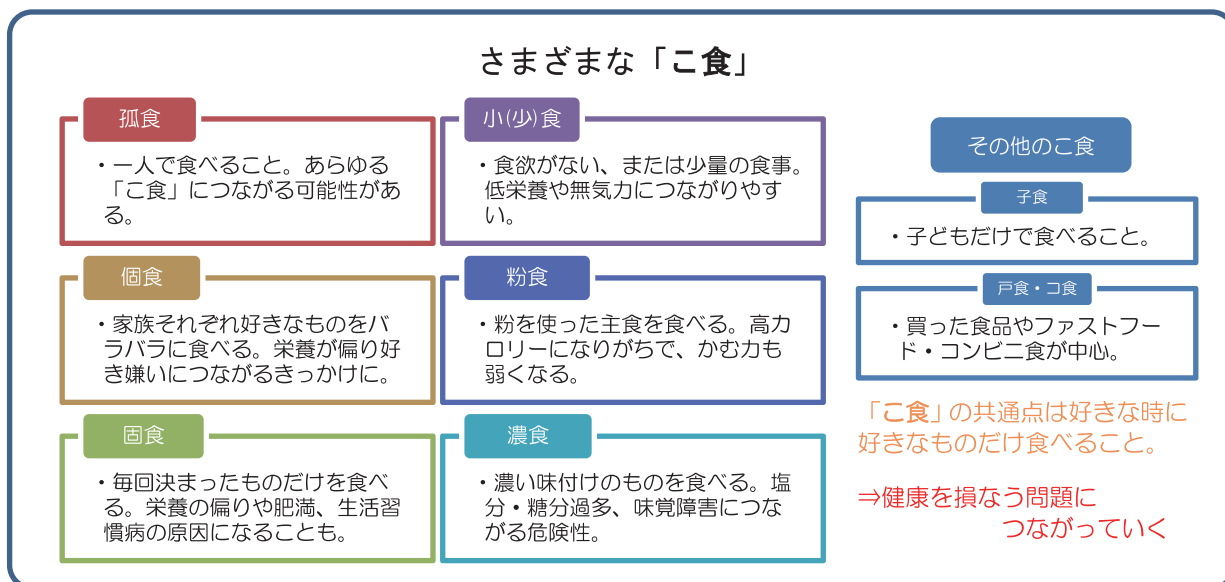 さまざまな「こ食」
孤食
・一人で食べること。あらゆる
「こ食」につながる可能性があ
る。
小(少)食
・食欲がない、または少量の食事。
低栄養や無気力につながりやす
い。
個食
・家族それぞれ好きなものをバ
ラバラに食べる。栄養が偏り好
き嫌いにつながるきっかけに。
粉食
・粉を使った主食を食べる。高カ
ロリーになりがちで、かむ力も
弱くなる。
固食
・毎回決まったものだけを食べ
る。栄養の偏りや肥満、生活習
慣病の原因になることも。
濃食
・濃い味付けのものを食べる。塩
分・糖分過多、味覚障害につな
がる危険性。
その他のこ食
子食
・子どもだけで食べること。
戸食・コ食
・買った食品やファストフー
ド・コンビニ食が中心。
「こ食」の共通点は好きな時に
好きなものだけ食べること。
⇒健康を損なう問題に
つながっていく